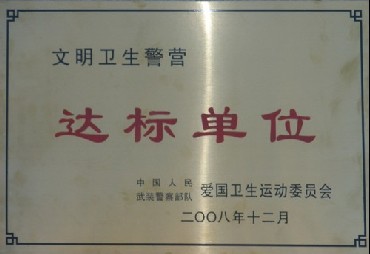 文明卫生警营
达标单位
中国人民
武装警察部队 爱国卫生运动委员会
二〇〇八年十二月